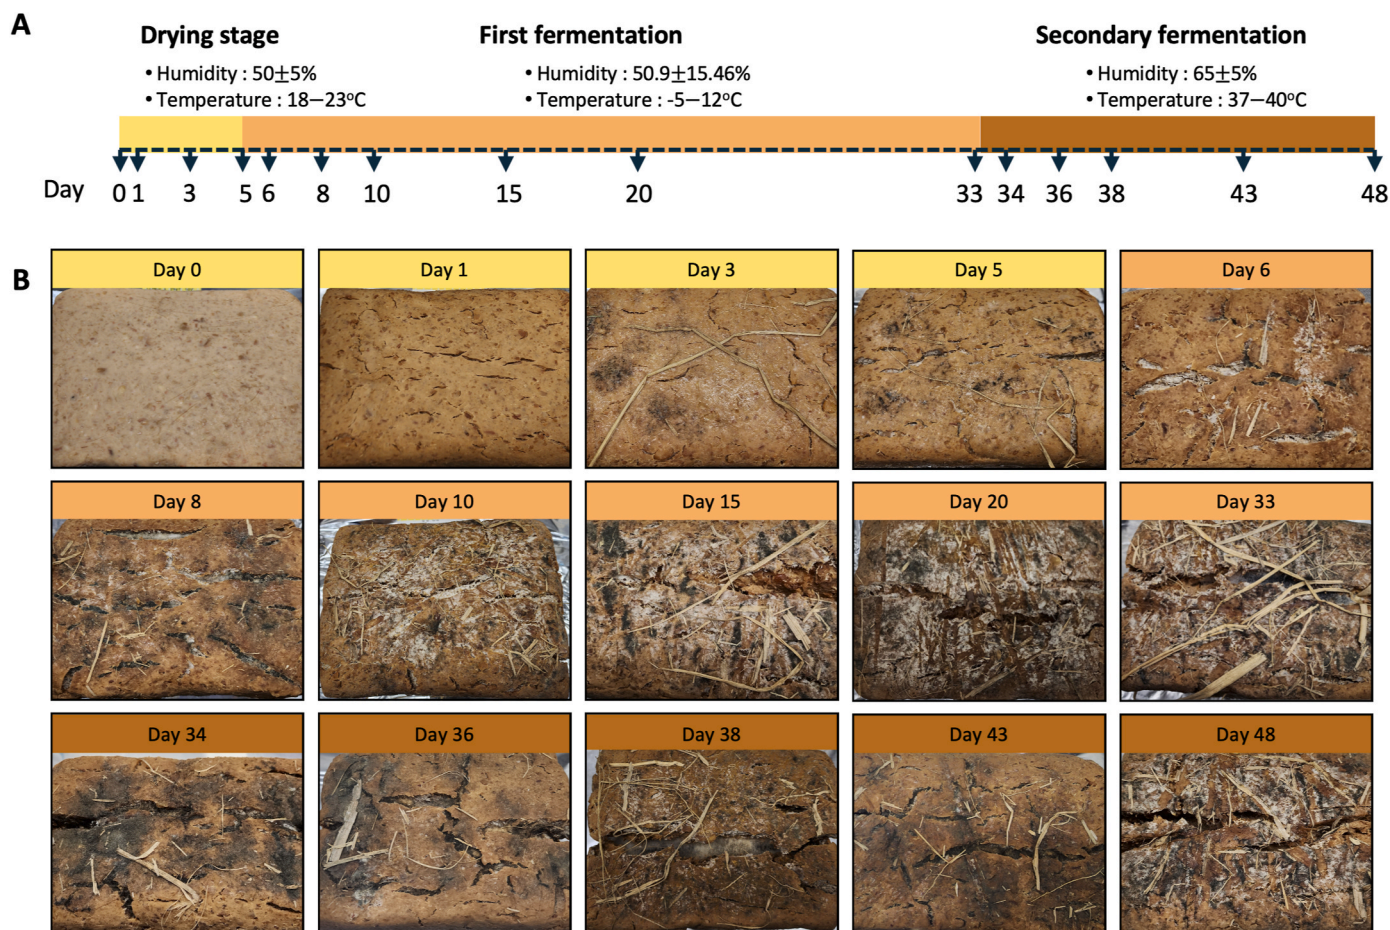 A
Drying stage
• Humidity : 50±5%
• Temperature : 18−23°C
First fermentation
• Humidity : 50.9±15.46%
• Temperature : -5−12°C
Secondary fermentation
• Humidity : 65±5%
• Temperature : 37−40°C
Day 0 1 3 5 6 8 10 15 20 33 34 36 38 43 48
B
Day 0
Day 1
Day 3
Day 5
Day 6
Day 8
Day 10
Day 15
Day 20
Day 33
Day 34
Day 36
Day 38
Day 43
Day 48